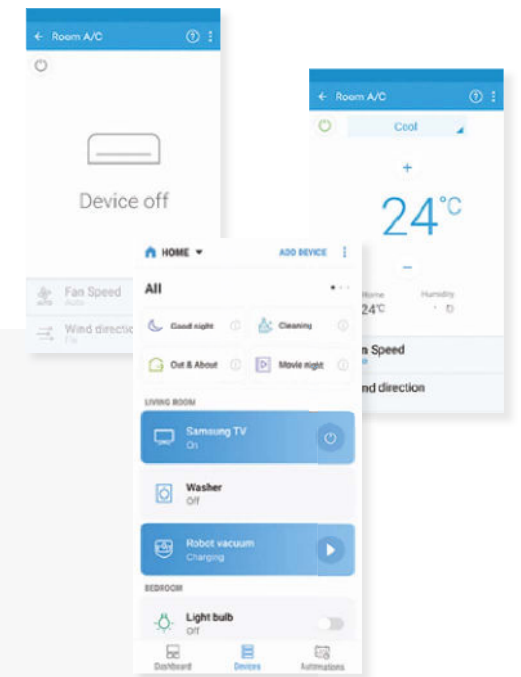 Room A/C
Device off
Fan Speed
Auto
Wind directio
Fix
Room A/C
Cool
+
24°C
−
Home
Humidity
24℃
n Speed
nd direction
HOME
ADD DEVICE
All
Good night
Cleaning
Out & About
Movie night
LIVING ROOM
Samsung TV
On
Washer
Off
Robot vacuum
Charging
BEDROOM
Light bulb
Off
Dashboard
Devices
Automations